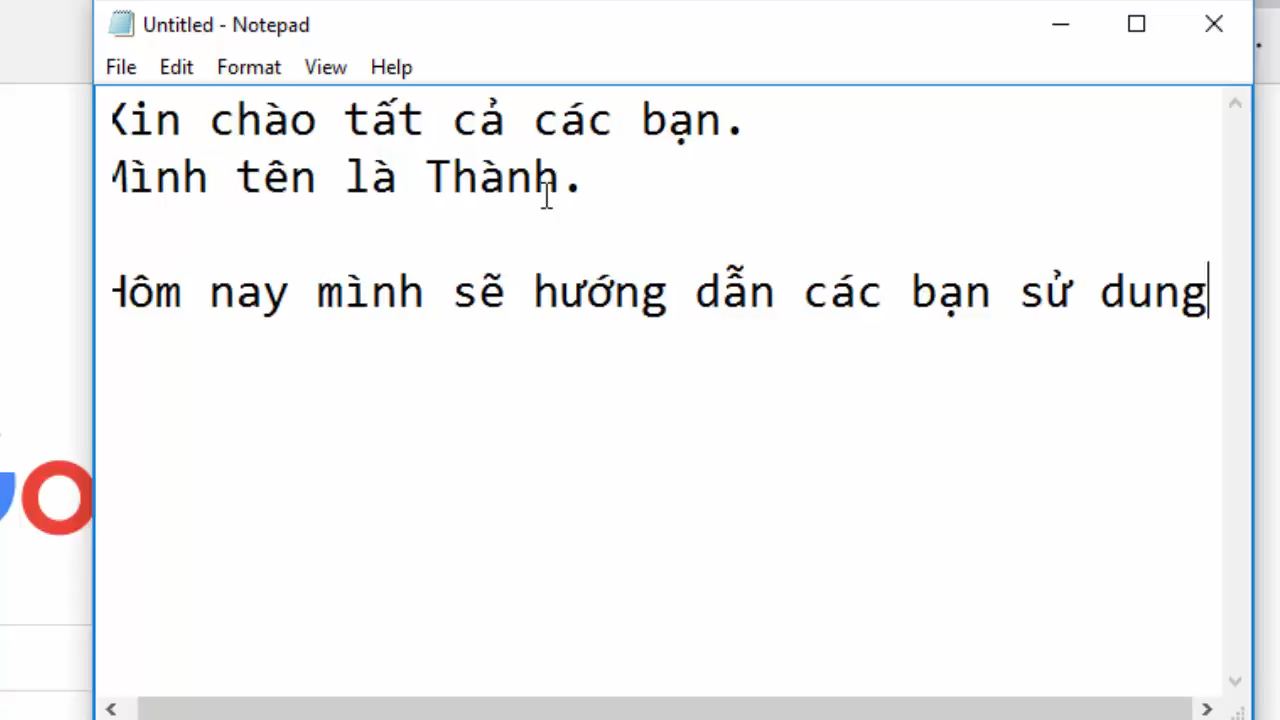 Untitled - Notepad
File Edit Format View Help
Xin chào tất cả các bạn.
Mình tên là Thành.
Hôm nay mình sẽ hướng dẫn các bạn sử dung